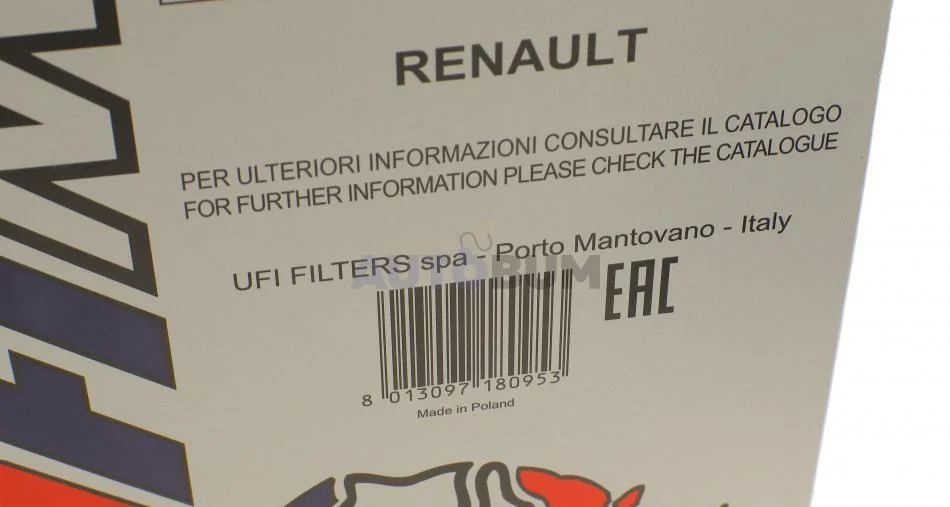 RENAULT
PER ULTERIORI INFORMAZIONI CONSULTARE IL CATALOGO
FOR FURTHER INFORMATION PLEASE CHECK THE CATALOGUE
UFI FILTERS spa - Porto Mantovano - Italy
AUTOBUM
EAC
8 013097 180953
Made in Poland